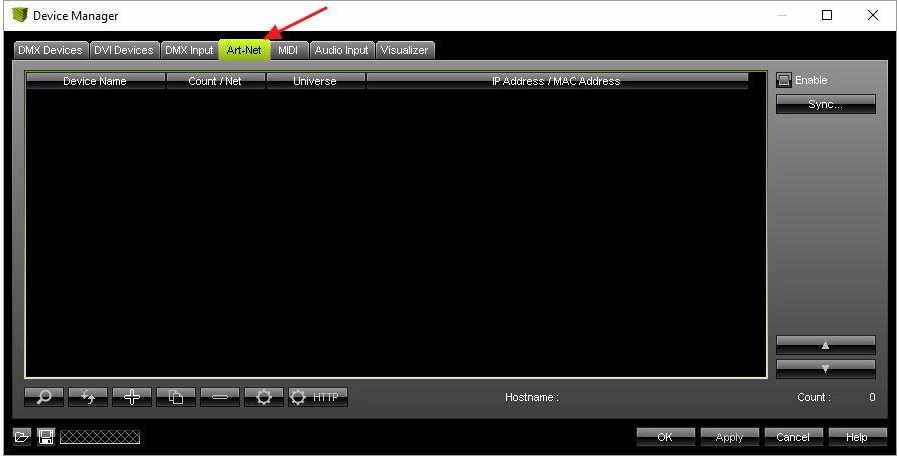 Device Manager
DMX Devices DVI Devices DMX Input Art-Net MIDI Audio Input Visualizer
Device Name Count / Net Universe IP Address / MAC Address
Enable
Sync...
HTTP Hostname : Count : 0
OK Apply Cancel Help